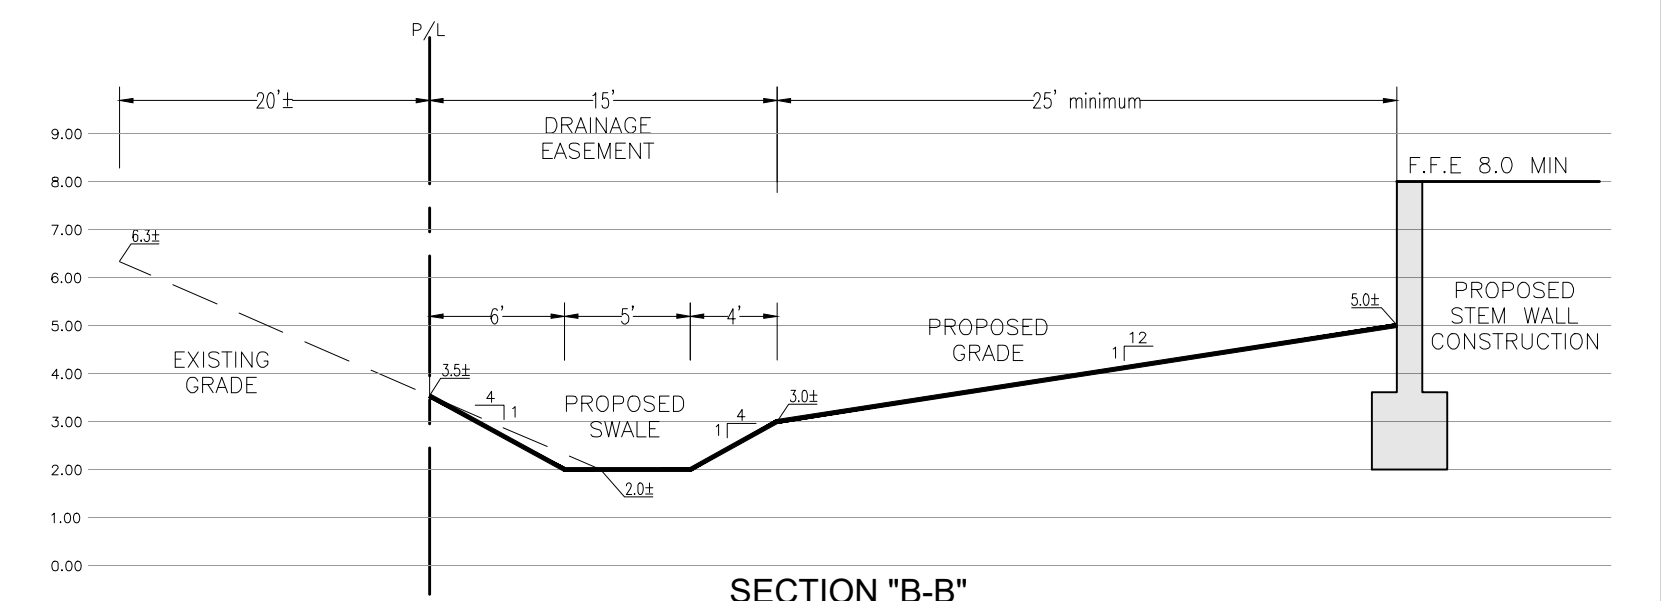 P/L
20'±
15'
25' minimum
DRAINAGE
EASEMENT
9.00
8.00
7.00
6.00
5.00
4.00
3.00
2.00
1.00
0.00
F.F.E 8.0 MIN
6.3±
6'
5'
4'
5.0±
PROPOSED
STEM WALL
CONSTRUCTION
PROPOSED
GRADE
1
12
EXISTING
GRADE
3.5±
4
1
PROPOSED
SWALE
1
4
3.0±
2.0±
SECTION "B-B"